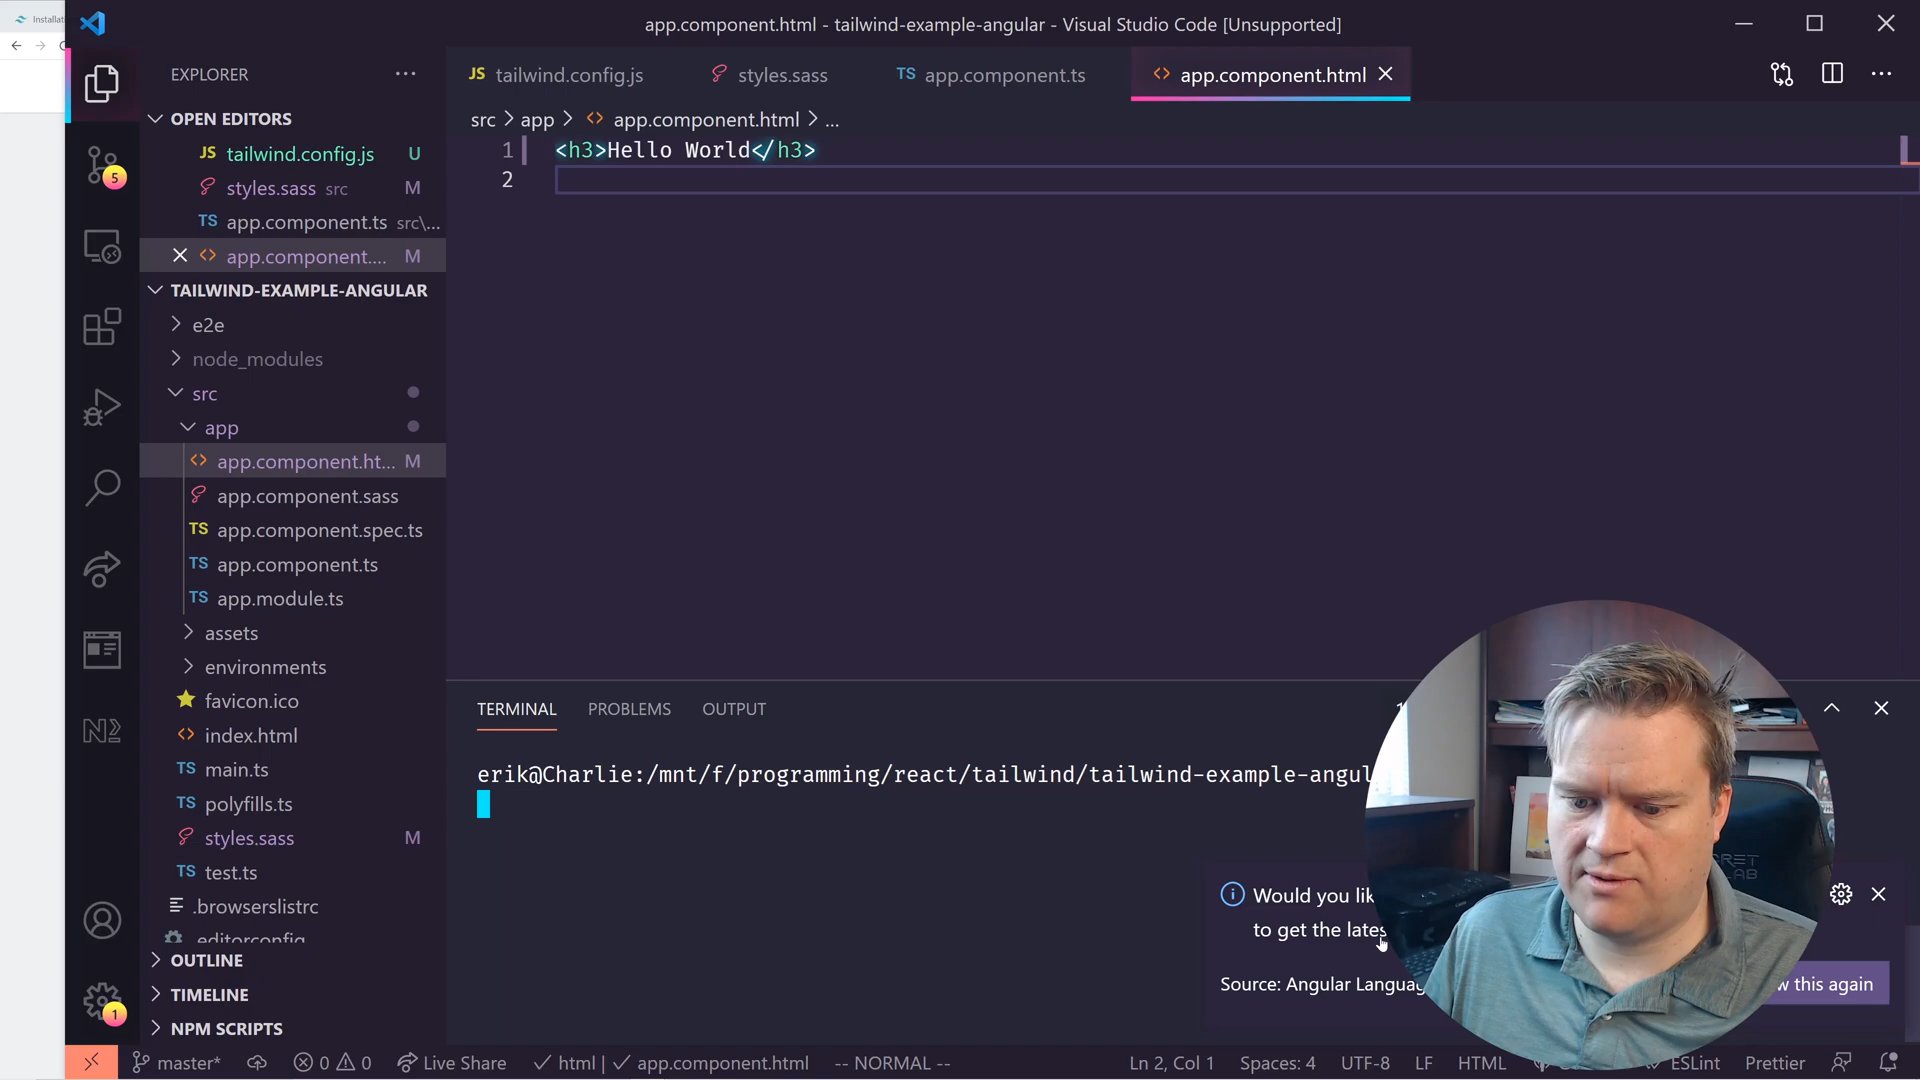 Installati
app.component.html - tailwind-example-angular - Visual Studio Code [Unsupported]
EXPLORER
JS tailwind.config.js
styles.sass
TS app.component.ts
<> app.component.html
src > app > <> app.component.html > ...
OPEN EDITORS
JS tailwind.config.js U
styles.sass src M
TS app.component.ts src\...
<> app.component.... M
TAILWIND-EXAMPLE-ANGULAR
e2e
node_modules
src
app
<> app.component.ht... M
app.component.sass
TS app.component.spec.ts
TS app.component.ts
TS app.module.ts
assets
environments
favicon.ico
<> index.html
TS main.ts
TS polyfills.ts
styles.sass M
TS test.ts
.browserslistrc
.editorconfig
OUTLINE
TIMELINE
NPM SCRIPTS
5
1
1 <h3>Hello World</h3>
2
TERMINAL
PROBLEMS
OUTPUT
erik@Charlie:/mnt/f/programming/react/tailwind/tailwind-example-angul
Would you lik
to get the lates
Source: Angular Languag
this again
master*
0 0
Live Share
html | app.component.html
-- NORMAL --
Ln 2, Col 1
Spaces: 4
UTF-8
LF
HTML
ESLint
Prettier